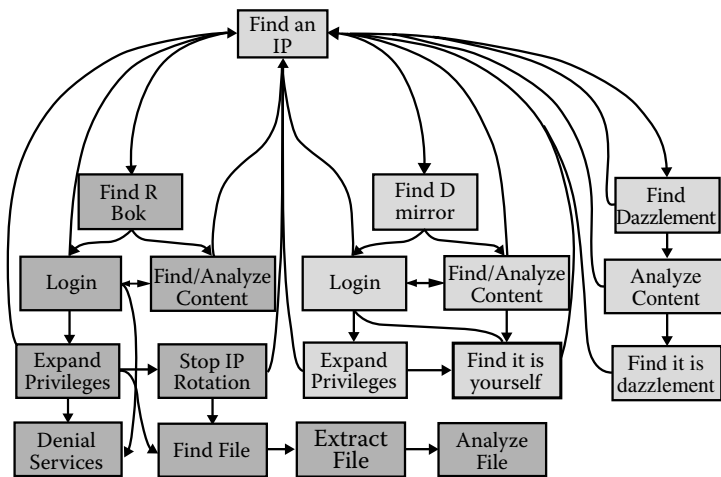 Find an
IP
Find R
Bok
Find D
mirror
Find
Dazzlement
Login
Find/Analyze
Content
Login
Find/Analyze
Content
Analyze
Content
Expand
Privileges
Stop IP
Rotation
Expand
Privileges
Find it is
yourself
Find it is
dazzlement
Denial
Services
Find File
Extract
File
Analyze
File